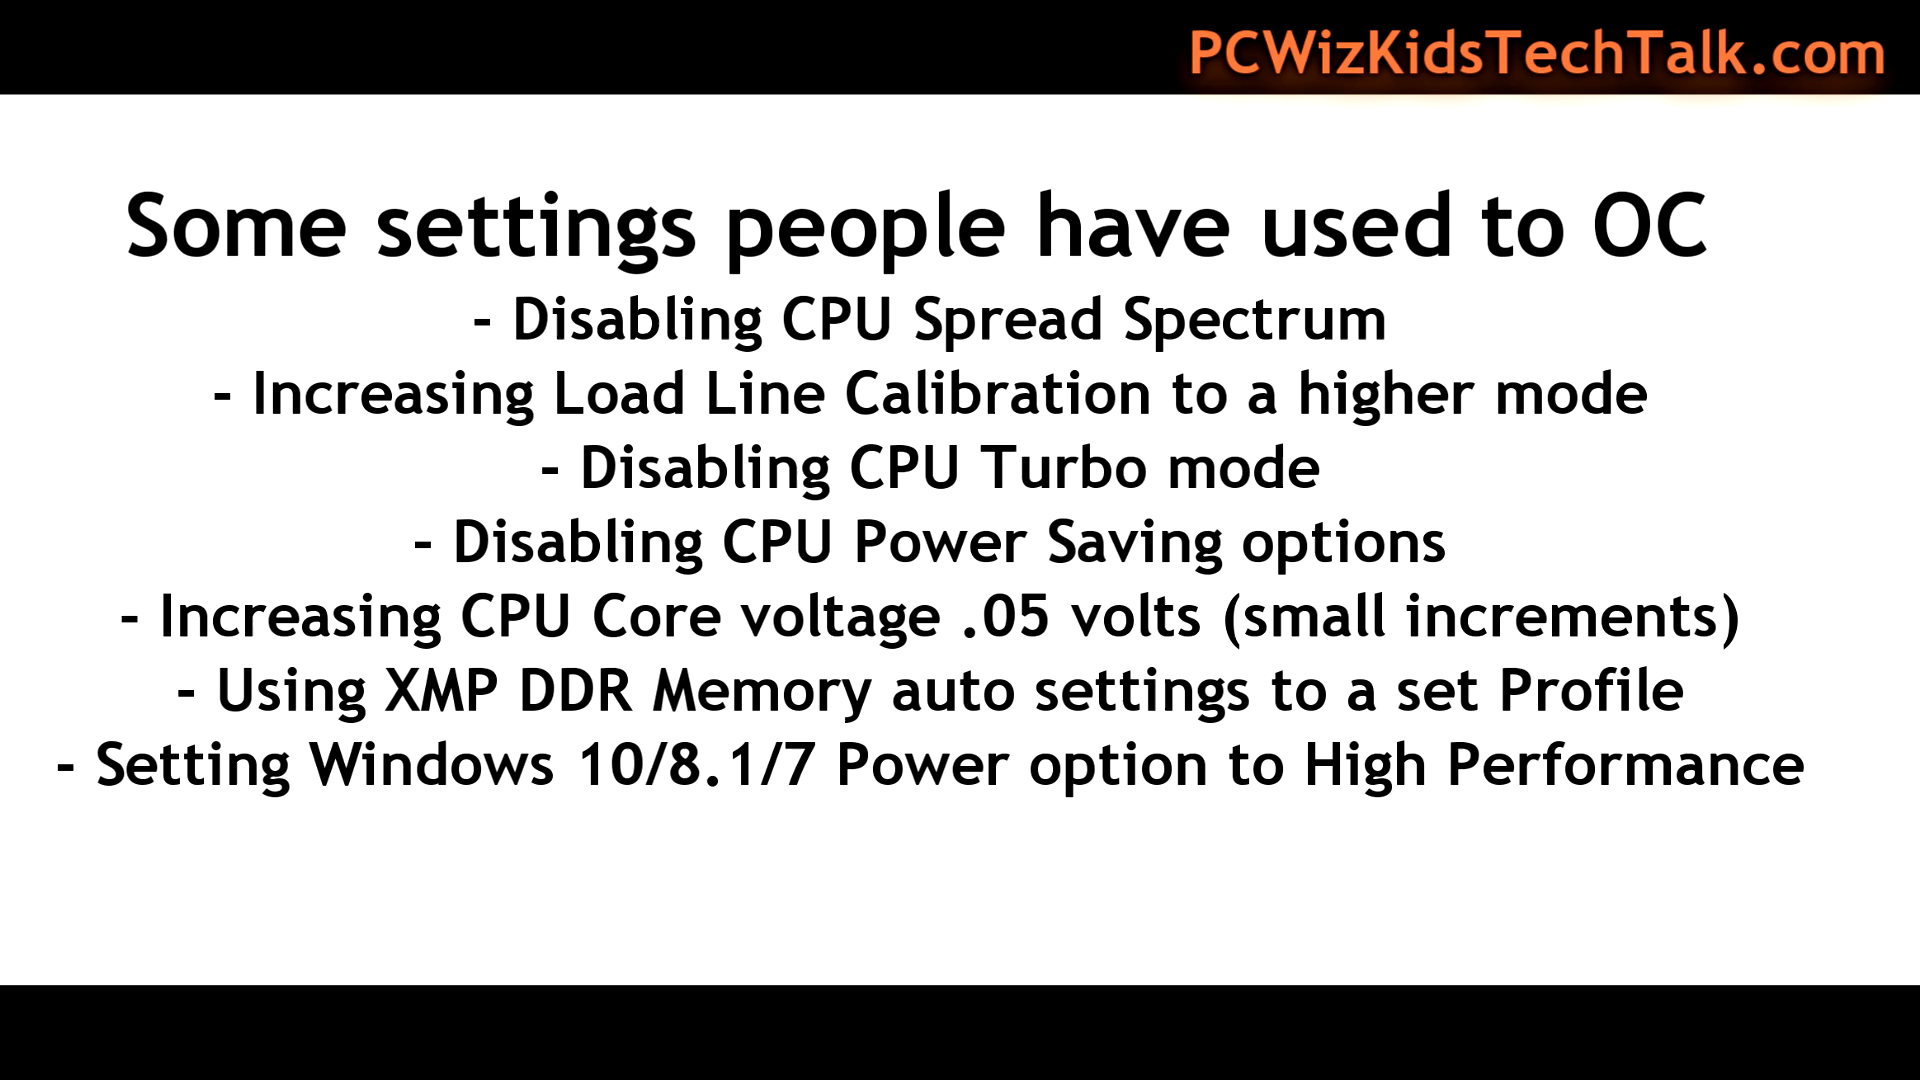 PCWizKidsTechTalk.com
Some settings people have used to OC
- Disabling CPU Spread Spectrum
- Increasing Load Line Calibration to a higher mode
- Disabling CPU Turbo mode
- Disabling CPU Power Saving options
- Increasing CPU Core voltage .05 volts (small increments)
- Using XMP DDR Memory auto settings to a set Profile
- Setting Windows 10/8.1/7 Power option to High Performance